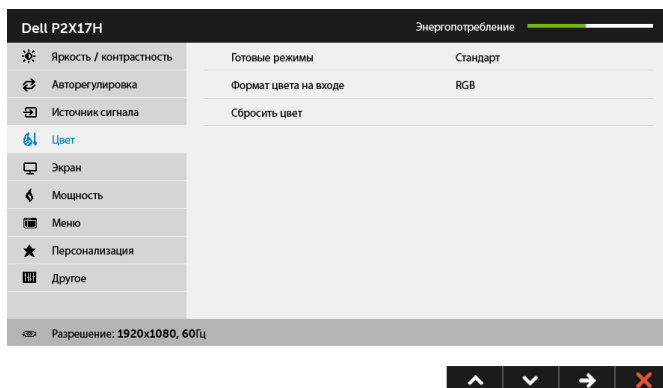 Dell P2X17H Энергопотребление
Яркость / контрастность Готовые режимы Стандарт
Авторегулировка Формат цвета на входе RGB
Источник сигнала Сбросить цвет
Цвет
Экран
Мощность
Меню
Персонализация
Другое
Разрешение: 1920x1080, 60Гц